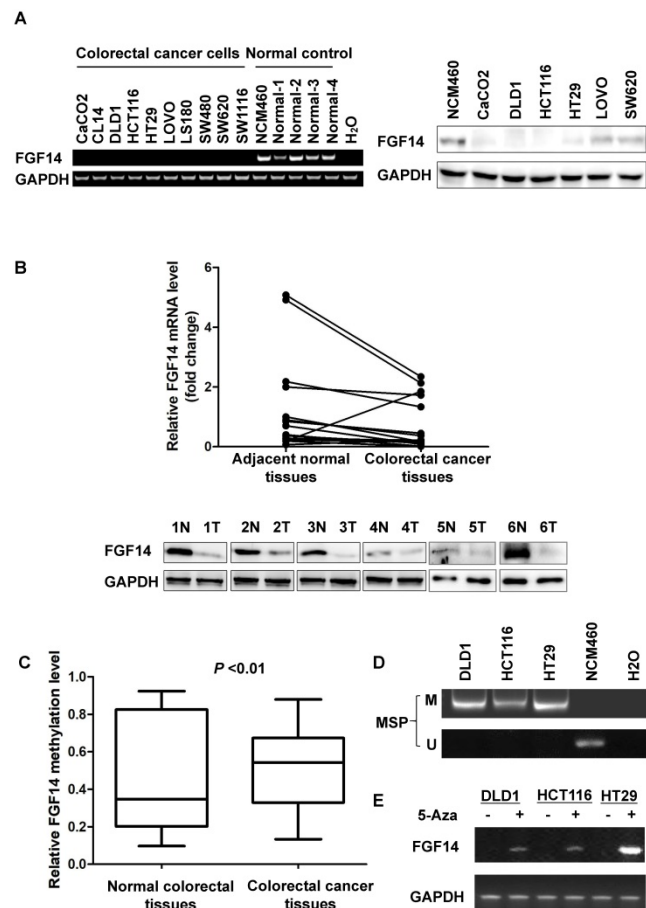 A
Colorectal cancer cells Normal control
CaCO2 CL14 DLD1 HCT116 HT29 LOVO LS180 SW480 SW620 SW1116 NCM460 Normal-1 Normal-2 Normal-3 Normal-4 H₂O
FGF14
GAPDH
NCM460 CaCO2 DLD1 HCT116 HT29 LOVO SW620
FGF14
GAPDH
B
Relative FGF14 mRNA level
(fold change)
6
4
2
0
Adjacent normal
tissues
Colorectal cancer
tissues
1N 1T 2N 2T 3N 3T 4N 4T 5N 5T 6N 6T
FGF14
GAPDH
C
P <0.01
Relative FGF14 methylation level
1.0
0.8
0.6
0.4
0.2
0.0
Normal colorectal
tissues
Colorectal cancer
tissues
D
DLD1 HCT116 HT29 NCM460 H2O
MSP
M
U
E
DLD1 HCT116 HT29
5-Aza - + - + - +
FGF14
GAPDH